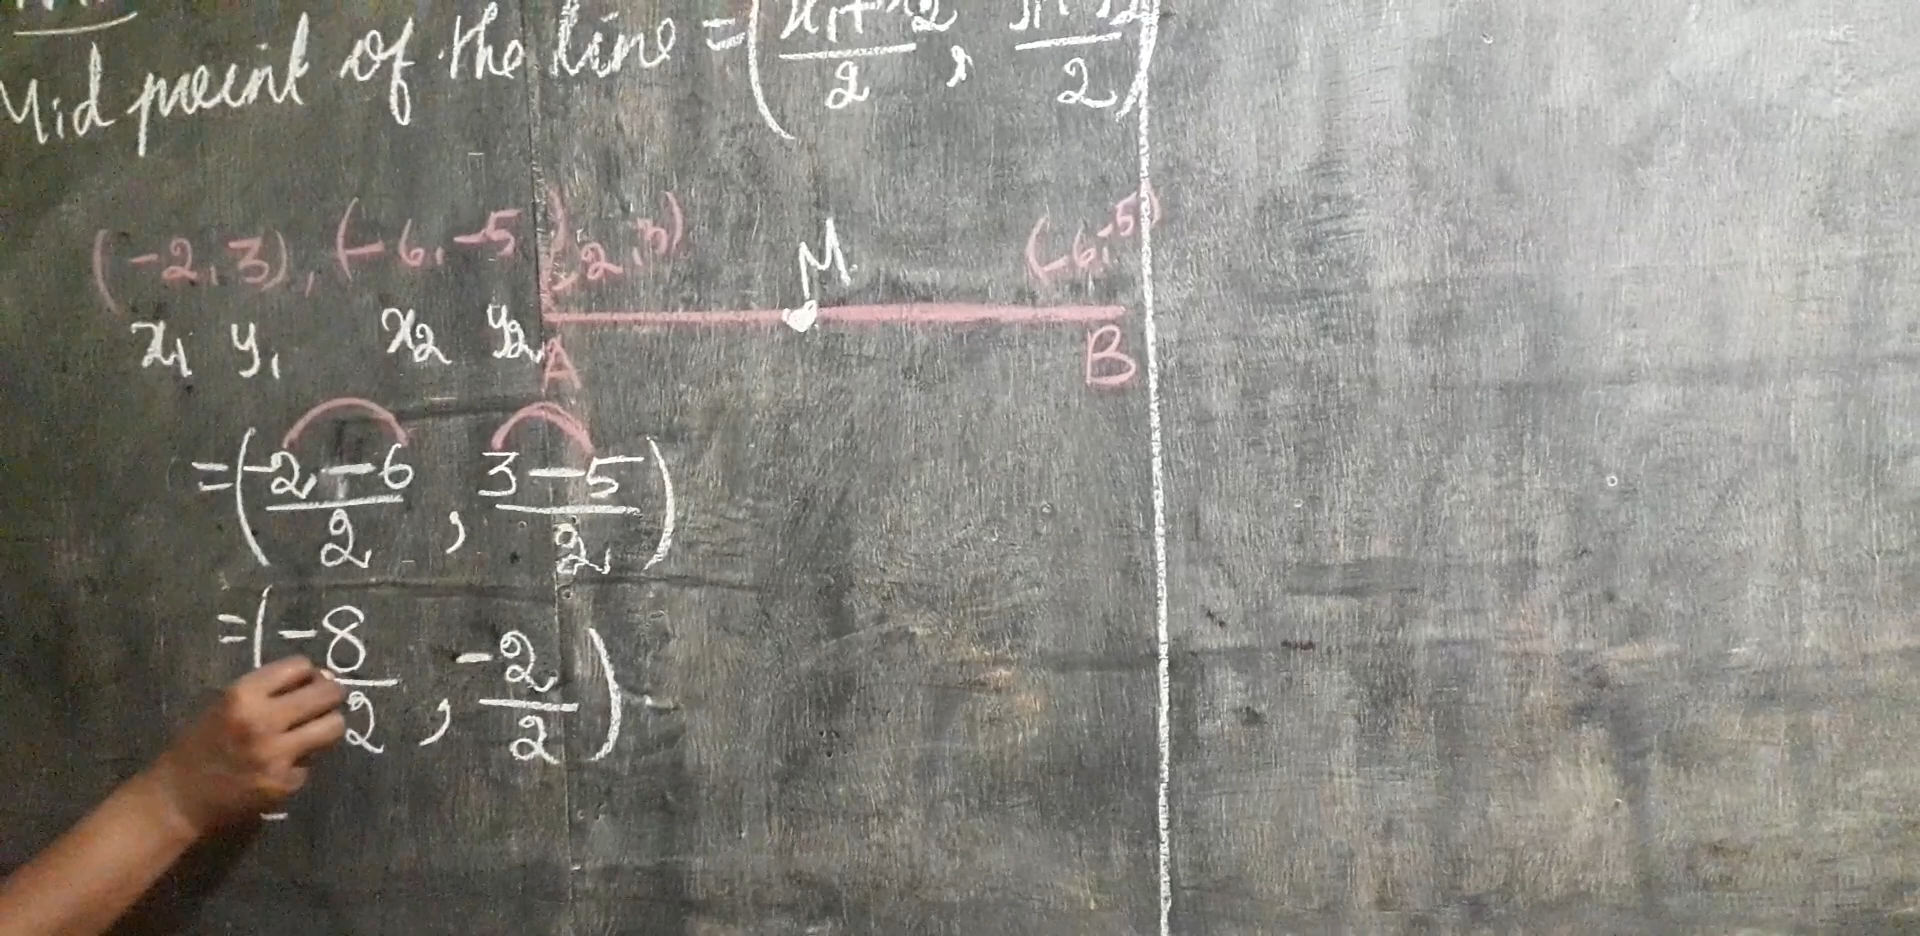 Mid point of the line = (x1+x2/2, y1+y2/2)
(-2, 3), (-6, -5) (-2, 3) M (-6, -5)
x1 y1 x2 y2 A B
= (-2-6/2, 3-5/2)
= (-8/2, -2/2)